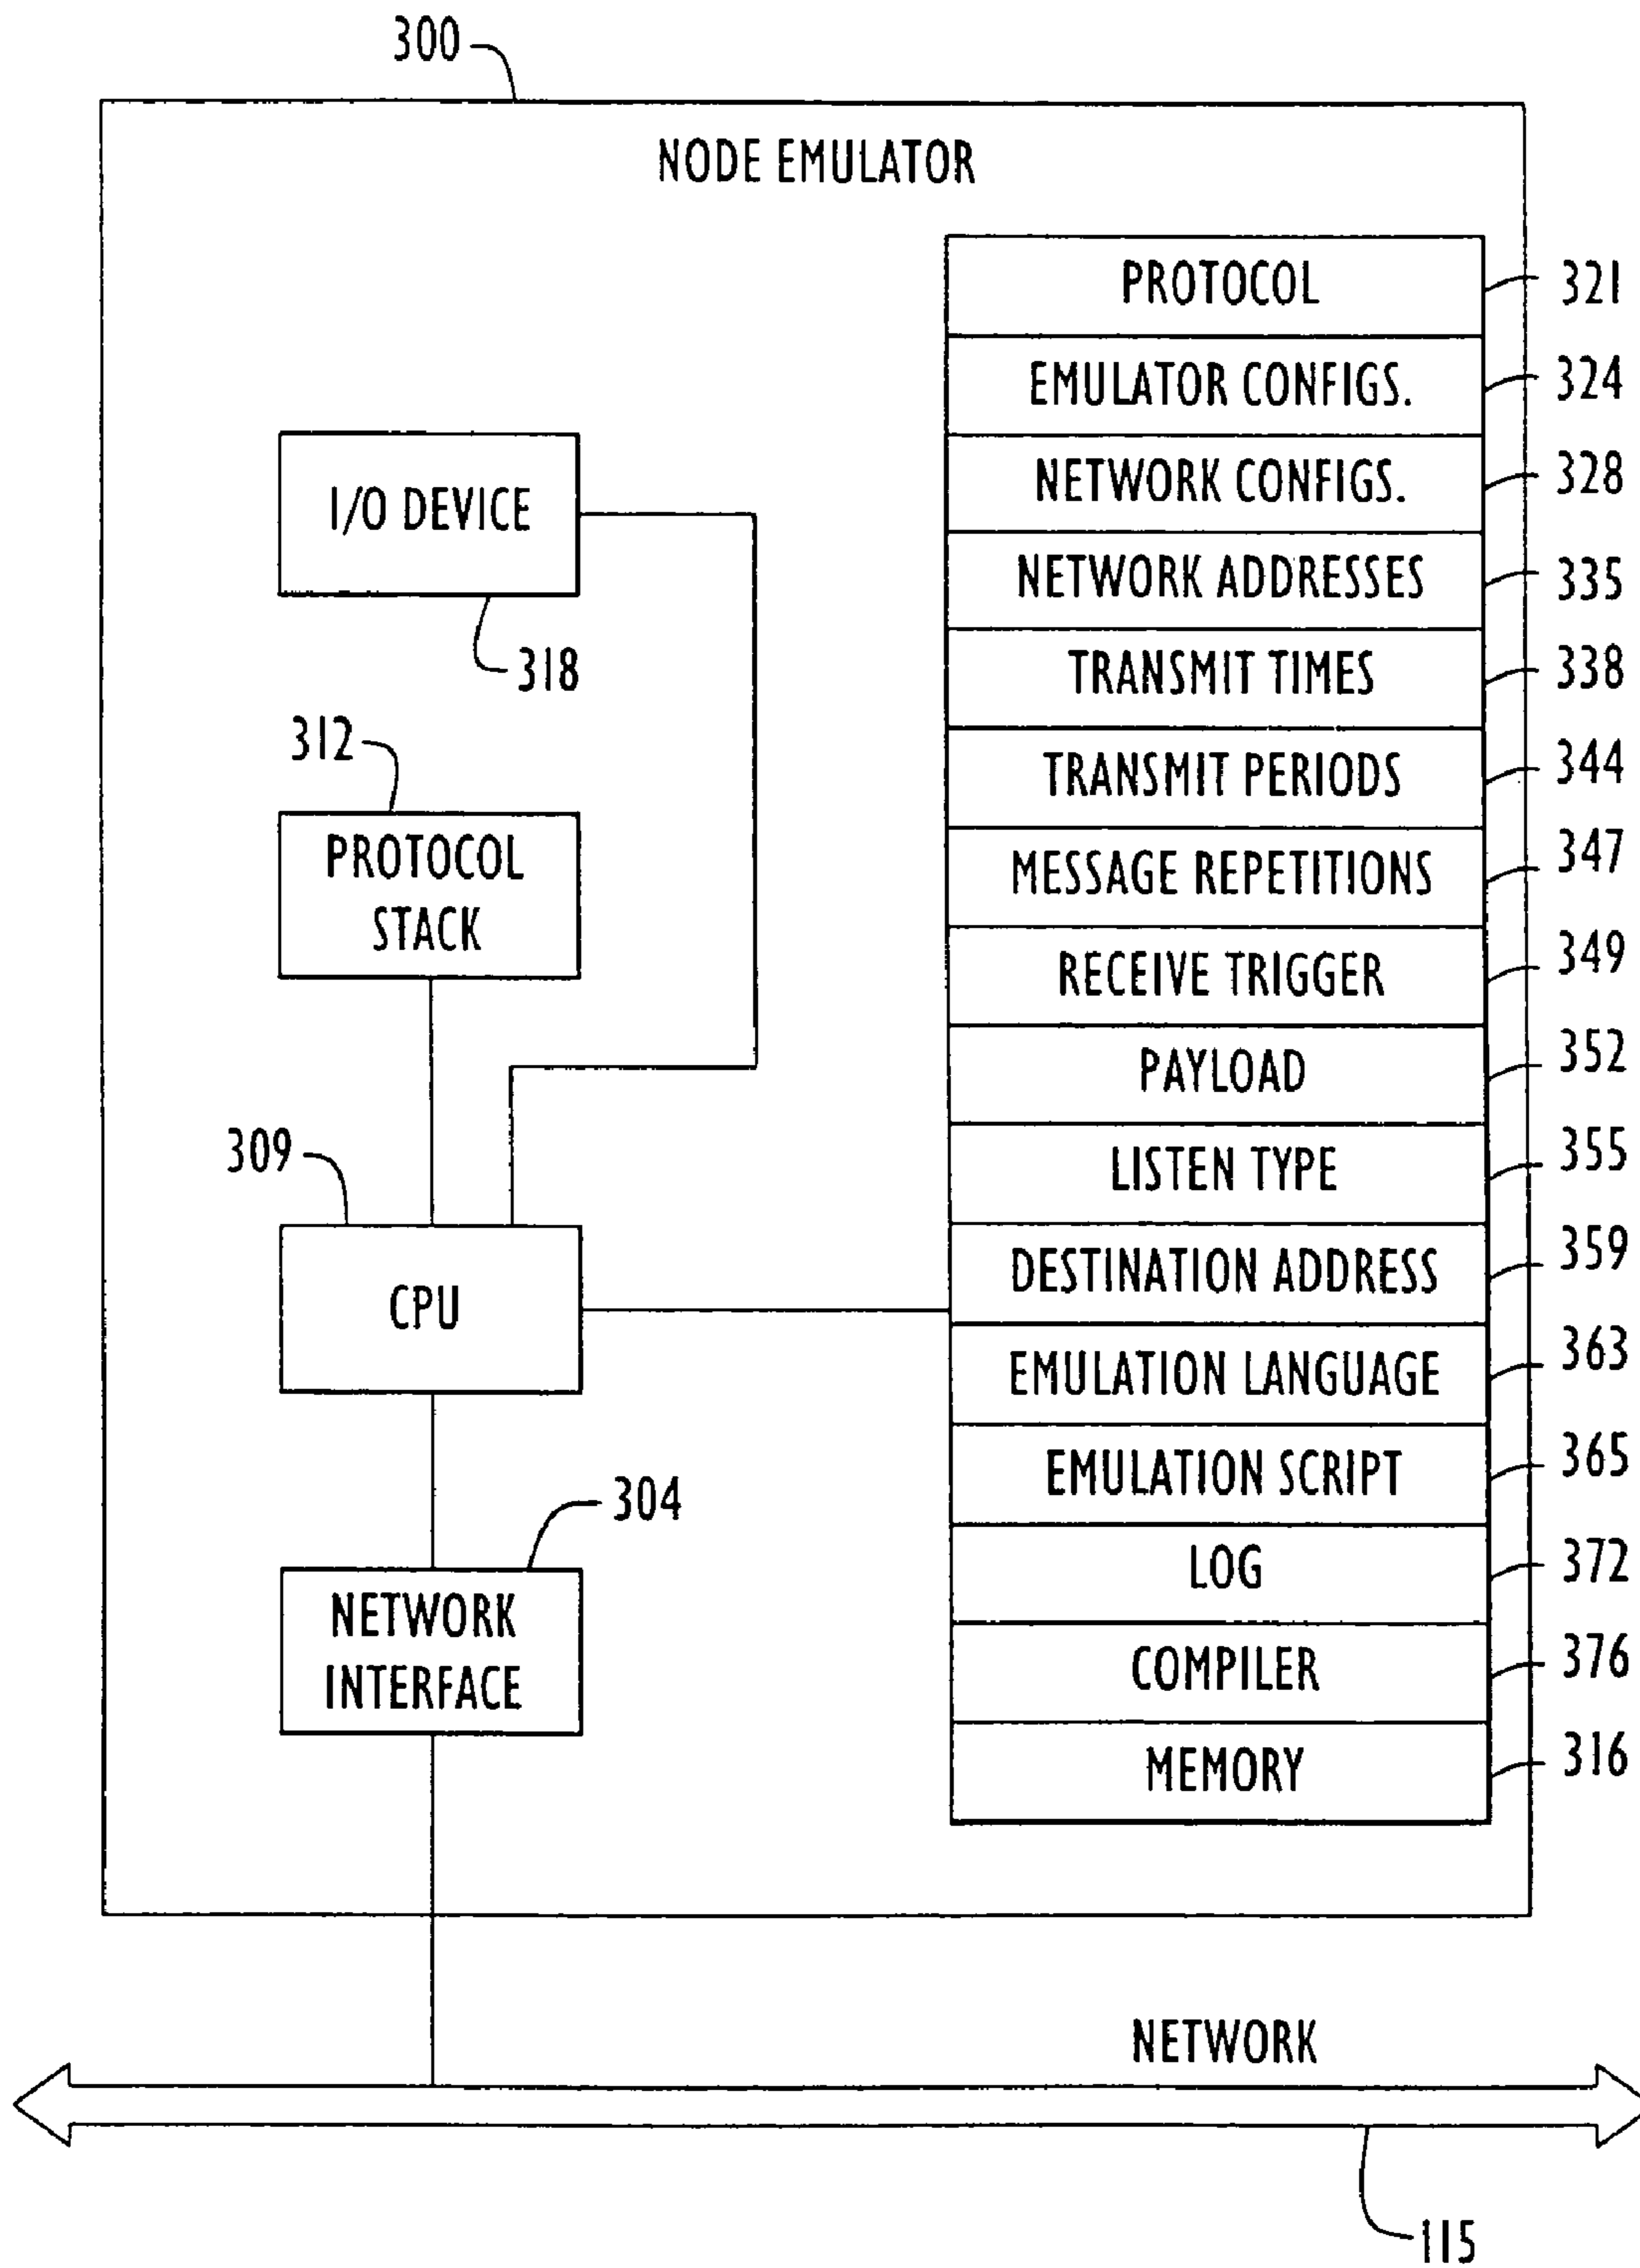 300
NODE EMULATOR
PROTOCOL
321
EMULATOR CONFIGS.
324
NETWORK CONFIGS.
328
NETWORK ADDRESSES
335
TRANSMIT TIMES
338
TRANSMIT PERIODS
344
MESSAGE REPETITIONS
347
RECEIVE TRIGGER
349
PAYLOAD
352
LISTEN TYPE
355
DESTINATION ADDRESS
359
EMULATION LANGUAGE
363
EMULATION SCRIPT
365
LOG
372
COMPILER
376
MEMORY
316
I/O DEVICE
318
312
PROTOCOL
STACK
309
CPU
304
NETWORK
INTERFACE
NETWORK
115